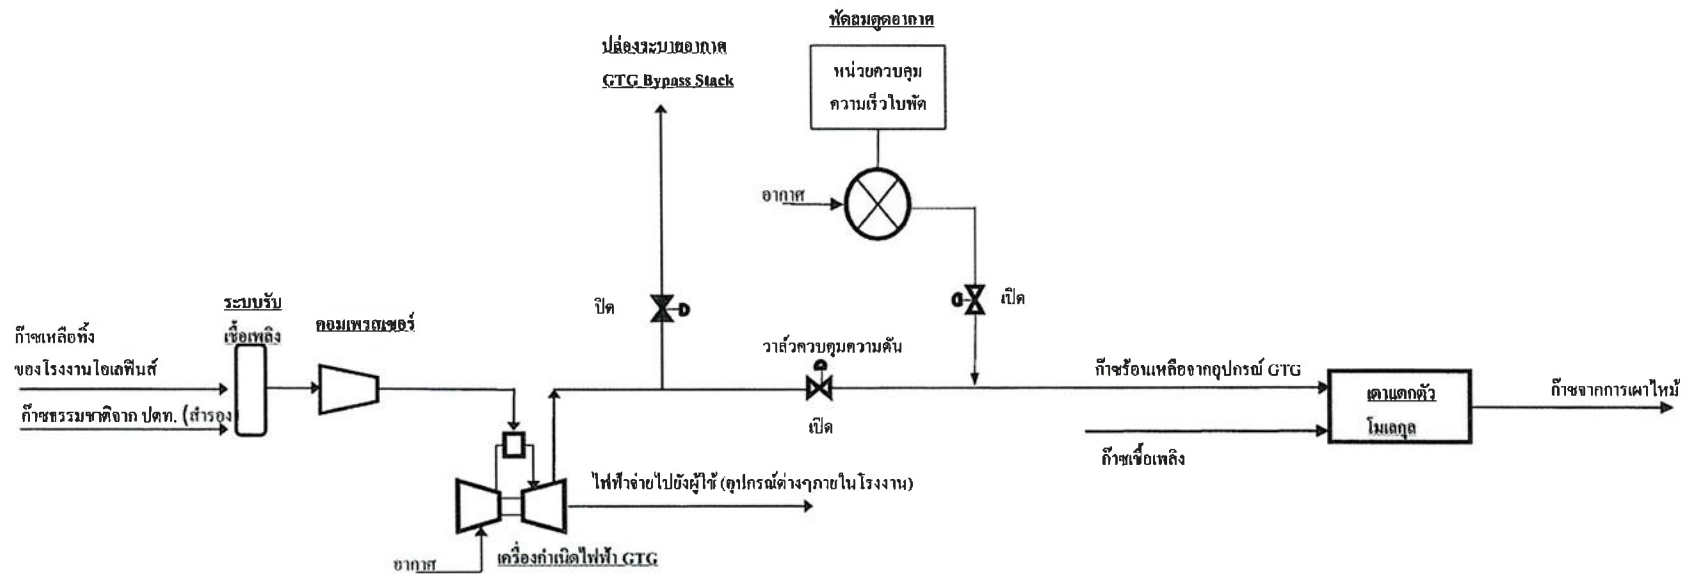 พัดลมดูดอากาศ
ปล่องระบายอากาศ
GTG Bypass Stack
หน่วยควบคุม
ความเร็วใบพัด
อากาศ
ปิด
D
D
เปิด
ระบบรับ
เชื้อเพลิง
คอมเพรสเซอร์
ก๊าซเหลือทิ้ง
ของโรงงานโอเลฟินส์
ก๊าซธรรมชาติจาก ปตท. (สำรอง)
วาล์วควบคุมความดัน
D
เปิด
ก๊าซร้อนเหลือจากอุปกรณ์ GTG
เตาแตกตัว
โมเลกุล
ก๊าซจากการเผาไหม้
ก๊าซเชื้อเพลิง
ไฟฟ้าจ่ายไปยังผู้ใช้ (อุปกรณ์ต่างๆภายในโรงงาน)
อากาศ
เครื่องกำเนิดไฟฟ้า GTG